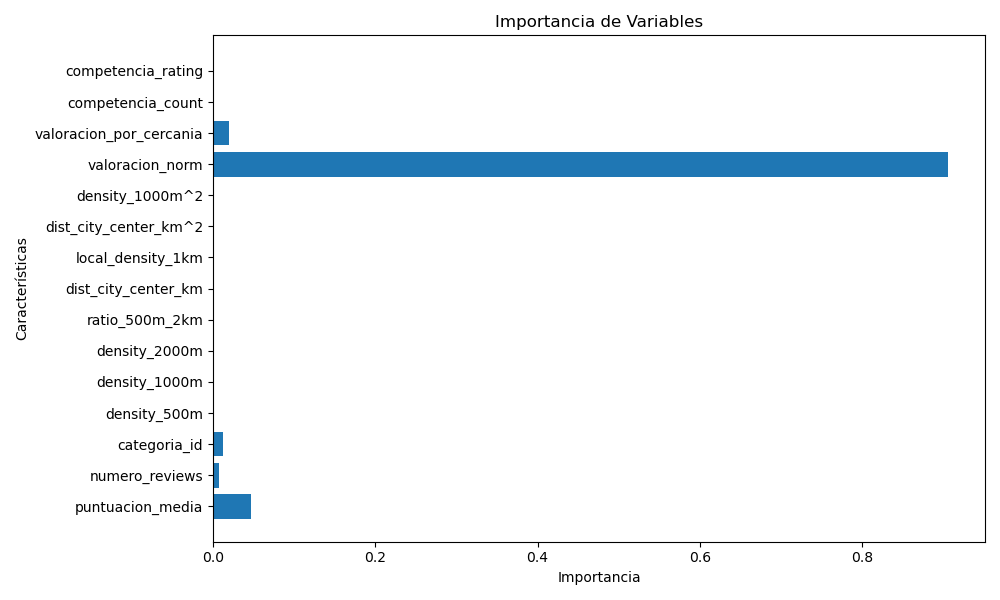 Importancia de Variables
Características
competencia_rating
competencia_count
valoracion_por_cercania
valoracion_norm
density_1000m^2
dist_city_center_km^2
local_density_1km
dist_city_center_km
ratio_500m_2km
density_2000m
density_1000m
density_500m
categoria_id
numero_reviews
puntuacion_media
0.0 0.2 0.4 0.6 0.8
Importancia